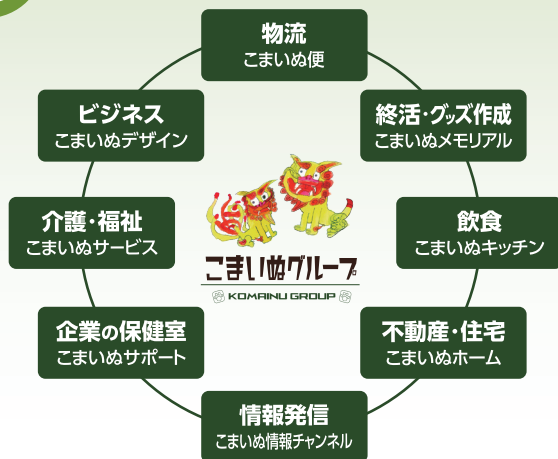 物流
こまいぬ便
ビジネス
こまいぬデザイン
終活・グッズ作成
こまいぬメモリアル
介護・福祉
こまいぬサービス
飲食
こまいぬキッチン
こまいぬグループ
KOMAINU GROUP
企業の保健室
こまいぬサポート
不動産・住宅
こまいぬホーム
情報発信
こまいぬ情報チャンネル